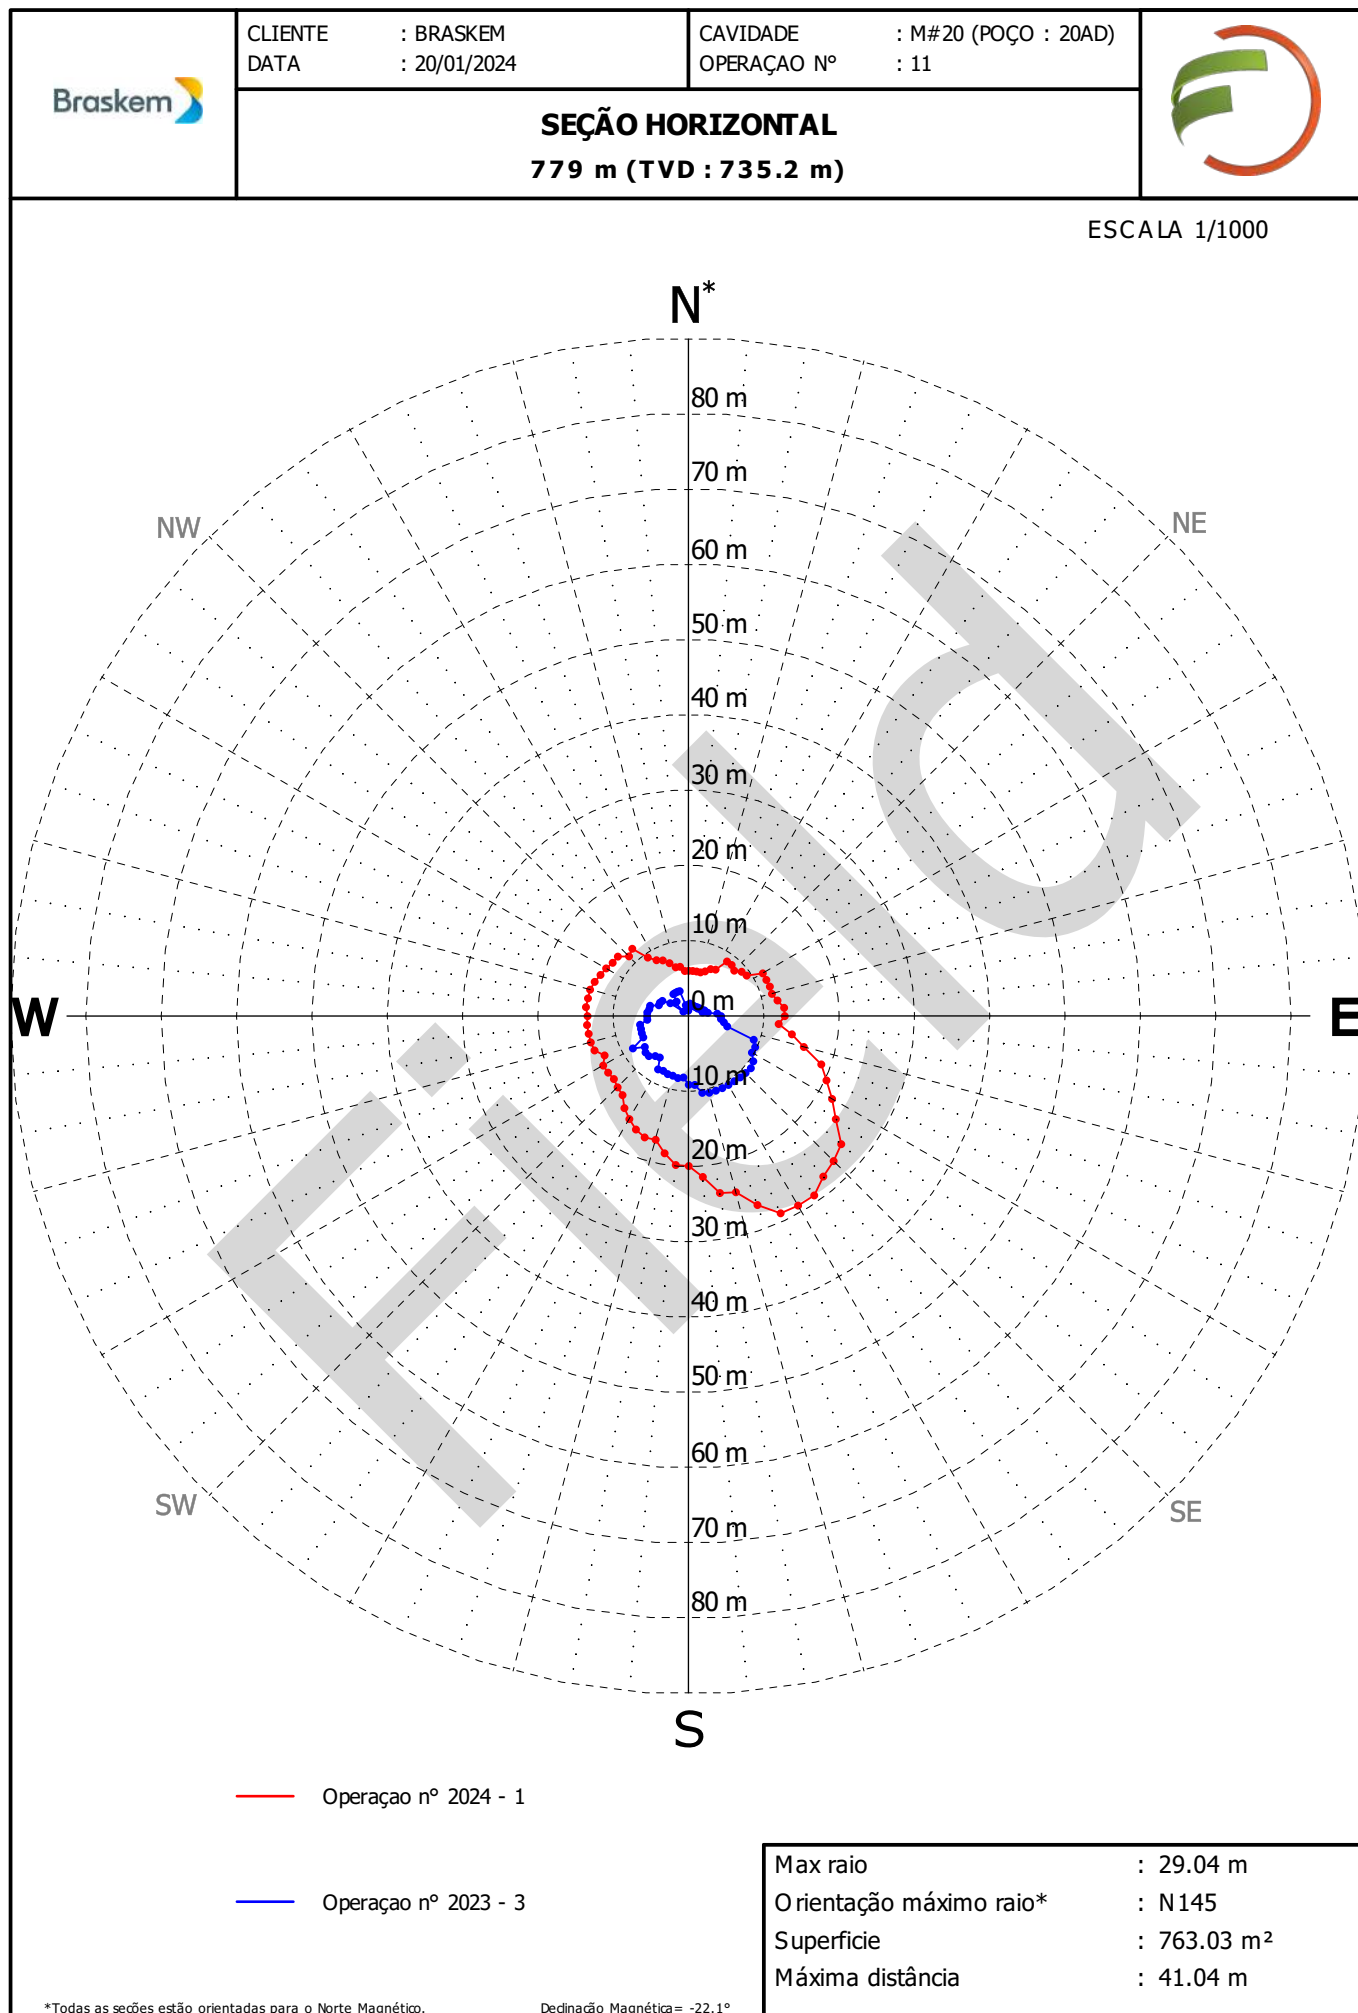 Braskem
CLIENTE : BRASKEM
DATA : 20/01/2024
CAVIDADE : M#20 (POÇO : 20AD)
OPERAÇAO N° : 11
SEÇÃO HORIZONTAL
779 m (TVD : 735.2 m)
ESCALA 1/1000
N*
80 m
70 m
NW
NE
60 m
50 m
40 m
30 m
20 m
10 m
0 m
W
E
10 m
20 m
30 m
40 m
50 m
60 m
SW
SE
70 m
80 m
S
Field
Operaçao n° 2024 - 1
Operaçao n° 2023 - 3
Max raio : 29.04 m
Orientação máximo raio* : N145
Superficie : 763.03 m²
Máxima distância : 41.04 m
*Todas as seções estão orientadas para o Norte Magnético. Declinação Magnética= -22.1°